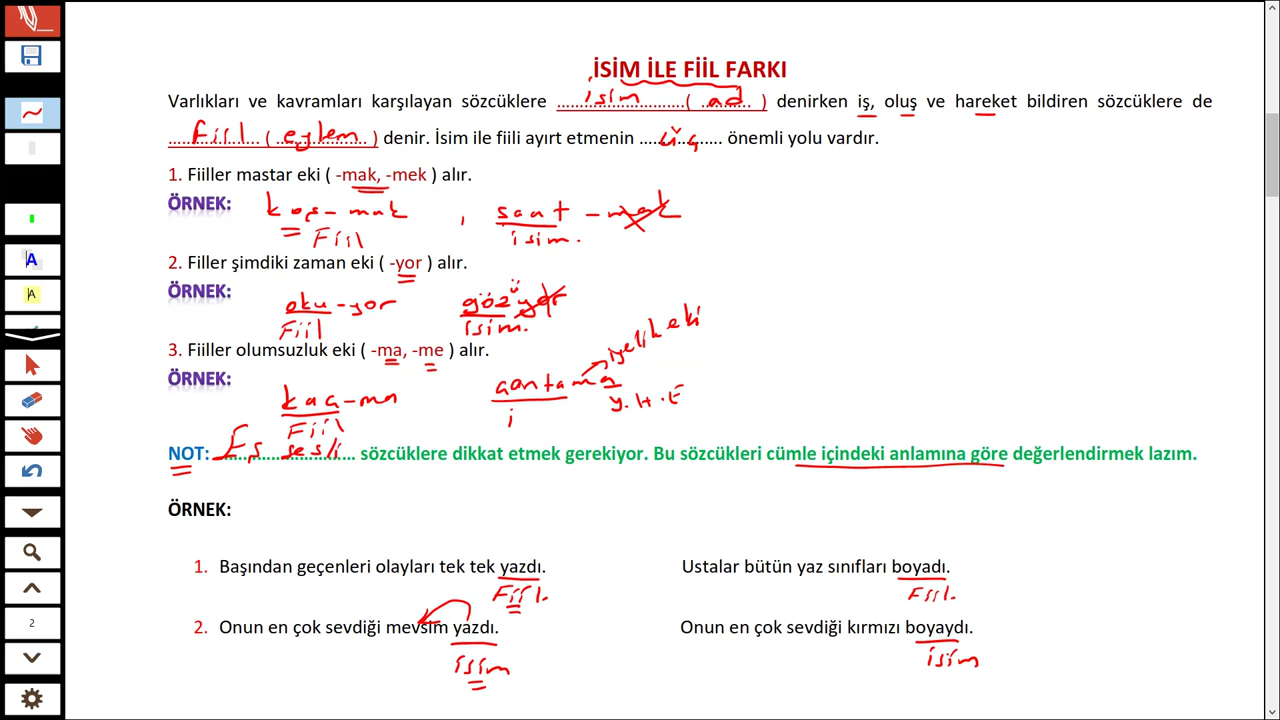 İSİM İLE FİİL FARKI
Varlıkları ve kavramları karşılayan sözcüklere isim ( ad ) denirken iş, oluş ve hareket bildiren sözcüklere de
Fiil ( eylem ) denir. İsim ile fiili ayırt etmenin üç önemli yolu vardır.
1. Fiiller mastar eki ( -mak, -mek ) alır.
ÖRNEK: koş-mak , saat -mak
Fiil isim.
2. Filler şimdiki zaman eki ( -yor ) alır.
ÖRNEK: oku-yor gözüyor
Fiil isim.
iyelik eki
3. Fiiller olumsuzluk eki ( -ma, -me ) alır.
ÖRNEK: kaç-ma çantama
Fiil i y.H.E
NOT: Eş sesli sözcüklere dikkat etmek gerekiyor. Bu sözcükleri cümle içindeki anlamına göre değerlendirmek lazım.
ÖRNEK:
1. Başından geçenleri olayları tek tek yazdı. Ustalar bütün yaz sınıfları boyadı.
Fiil. Fiil.
2. Onun en çok sevdiği mevsim yazdı. Onun en çok sevdiği kırmızı boyaydı.
isim isim
A
A
2